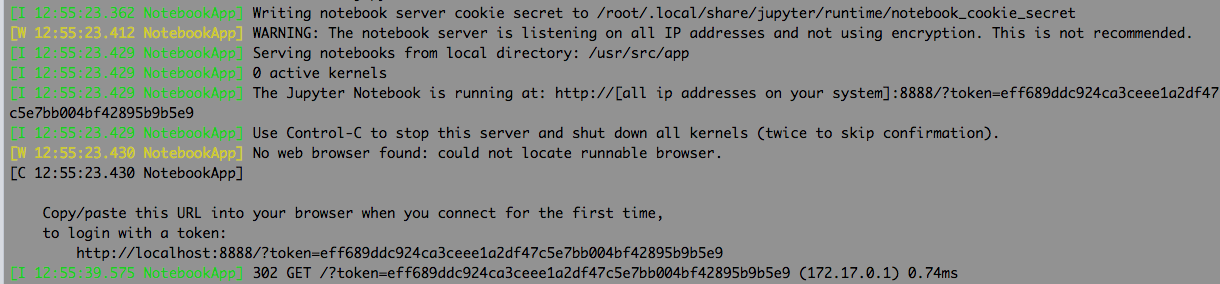 [I 12:55:23.362 NotebookApp] Writing notebook server cookie secret to /root/.local/share/jupyter/runtime/notebook_cookie_secret
[W 12:55:23.412 NotebookApp] WARNING: The notebook server is listening on all IP addresses and not using encryption. This is not recommended.
[I 12:55:23.429 NotebookApp] Serving notebooks from local directory: /usr/src/app
[I 12:55:23.429 NotebookApp] 0 active kernels
[I 12:55:23.429 NotebookApp] The Jupyter Notebook is running at: http://[all ip addresses on your system]:8888/?token=eff689ddc924ca3ceee1a2df47
c5e7bb004bf42895b9b5e9
[I 12:55:23.429 NotebookApp] Use Control-C to stop this server and shut down all kernels (twice to skip confirmation).
[W 12:55:23.430 NotebookApp] No web browser found: could not locate runnable browser.
[C 12:55:23.430 NotebookApp]
Copy/paste this URL into your browser when you connect for the first time,
to login with a token:
http://localhost:8888/?token=eff689ddc924ca3ceee1a2df47c5e7bb004bf42895b9b5e9
[I 12:55:39.575 NotebookApp] 302 GET /?token=eff689ddc924ca3ceee1a2df47c5e7bb004bf42895b9b5e9 (172.17.0.1) 0.74ms